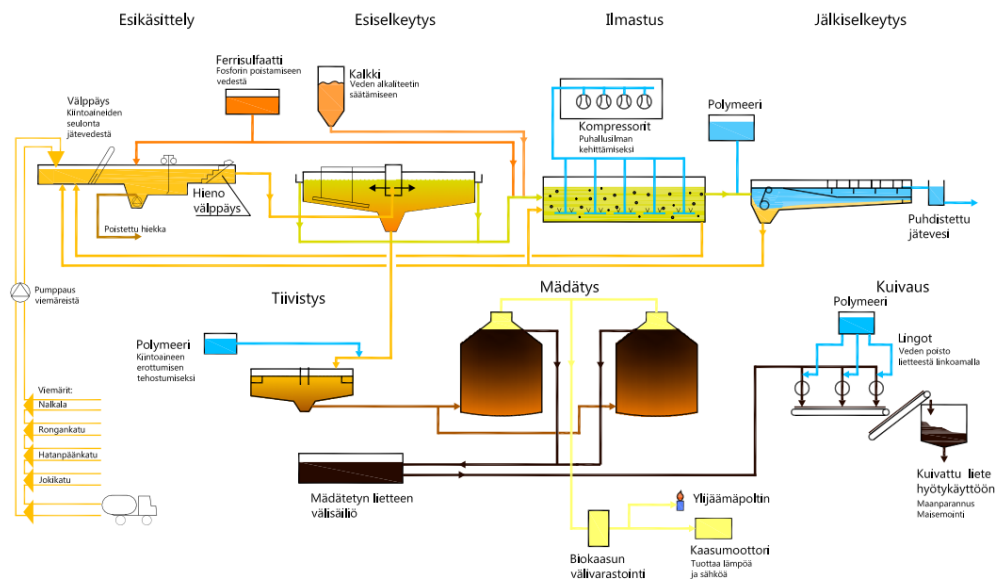 Esikäsittely
Esiselkeytys
Ilmastus
Jälkiselkeytys
Ferrisulfaatti
Fosforin poistamiseen
vedestä
Kalkki
Veden alkaliteetin
säätämiseen
Välppäys
Kiintoaineiden
seulonta
jätevedestä
Kompressorit
Puhallusilman
kehittämiseksi
Polymeeri
Hieno
välppäys
Poistettu hiekka
Puhdistettu
jätevesi
Pumppaus
viemäreistä
Tiivistys
Mädätys
Kuivaus
Polymeeri
Kiintoaineen
erottumisen
tehostumiseksi
Polymeeri
Lingot
Veden poisto
lietteestä linkoamalla
Viemärit:
Nalkala
Rongankatu
Hatanpäänkatu
Jokikatu
Mädätetyn lietteen
välisäiliö
Ylijäämäpoltin
Biokaasun
välivarastointi
Kaasumoottori
Tuottaa lämpöä
ja sähköä
Kuivattu liete
hyötykäyttöön
Maanparannus
Maisemointi